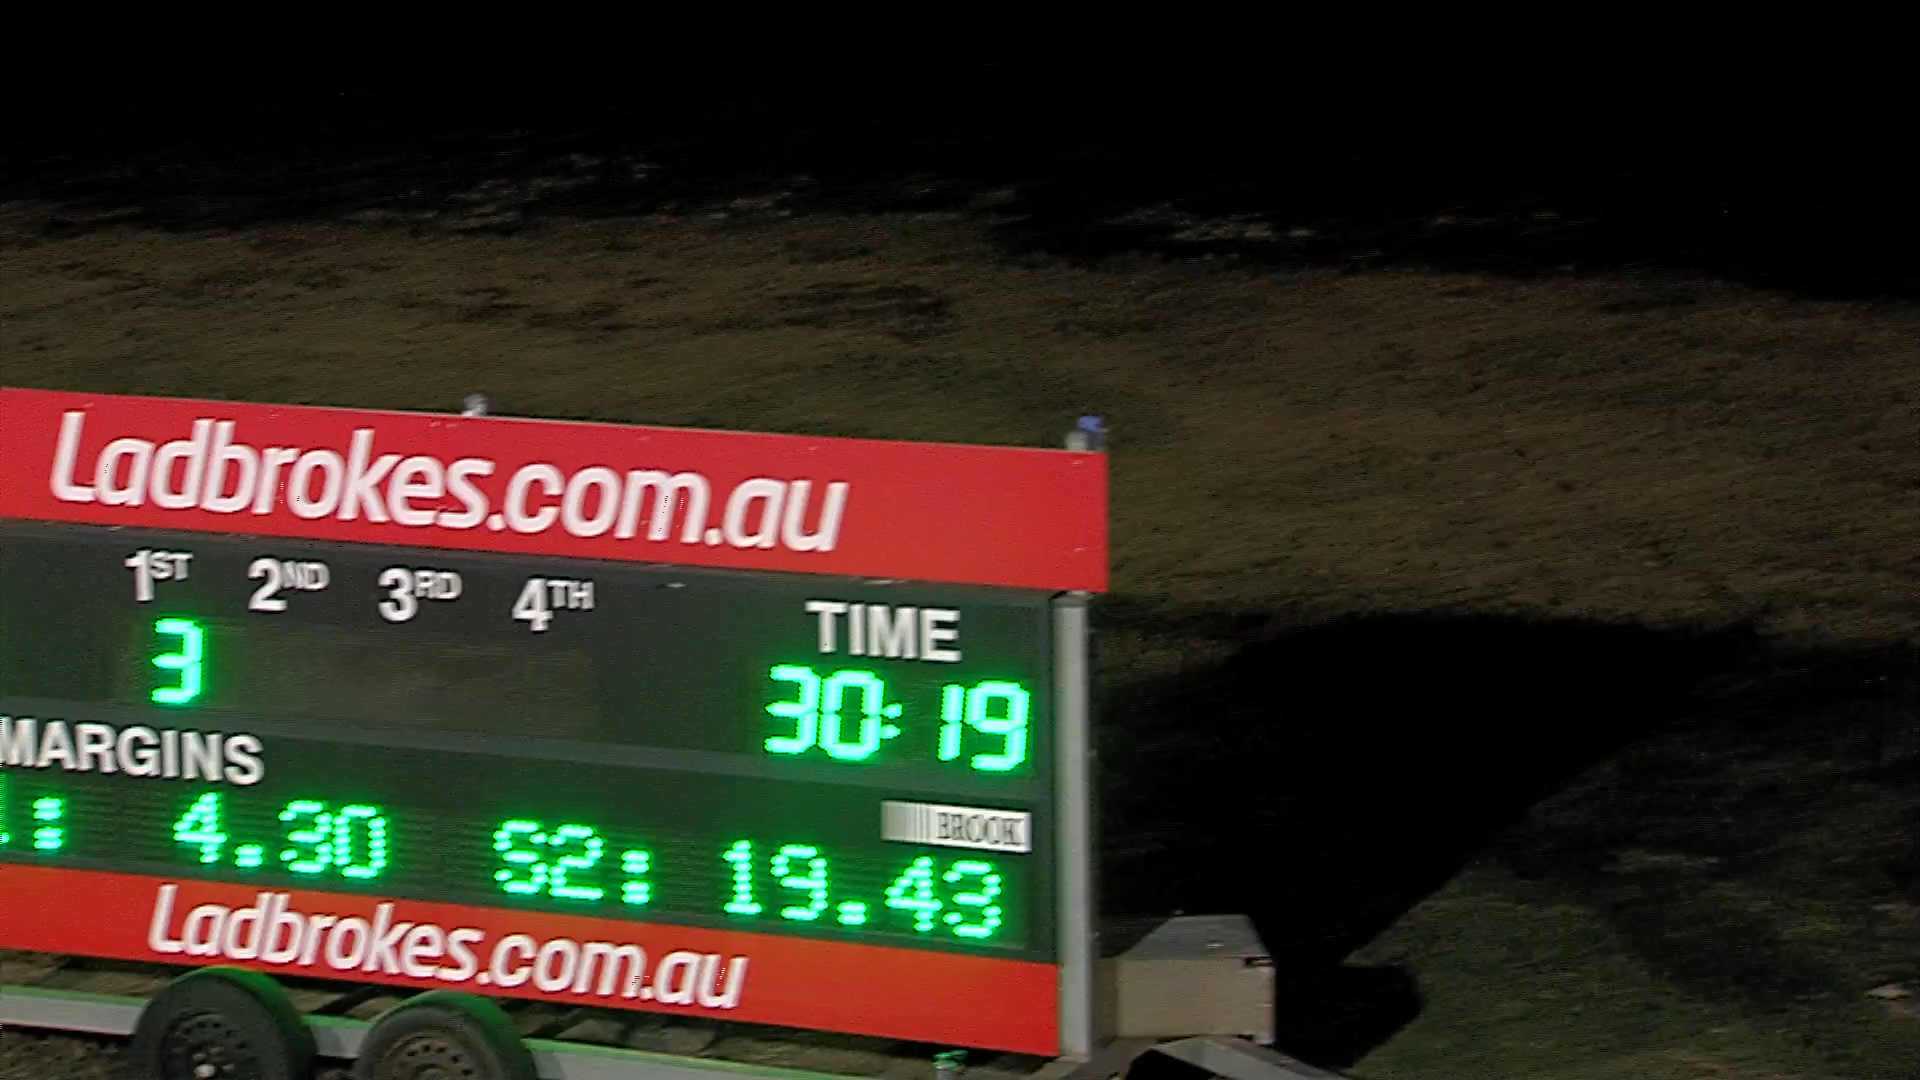 Ladbrokes.com.au
1ST 2ND 3RD 4TH TIME
3 30:19
MARGINS
BROOK
: 4.30 S2: 19.43
Ladbrokes.com.au